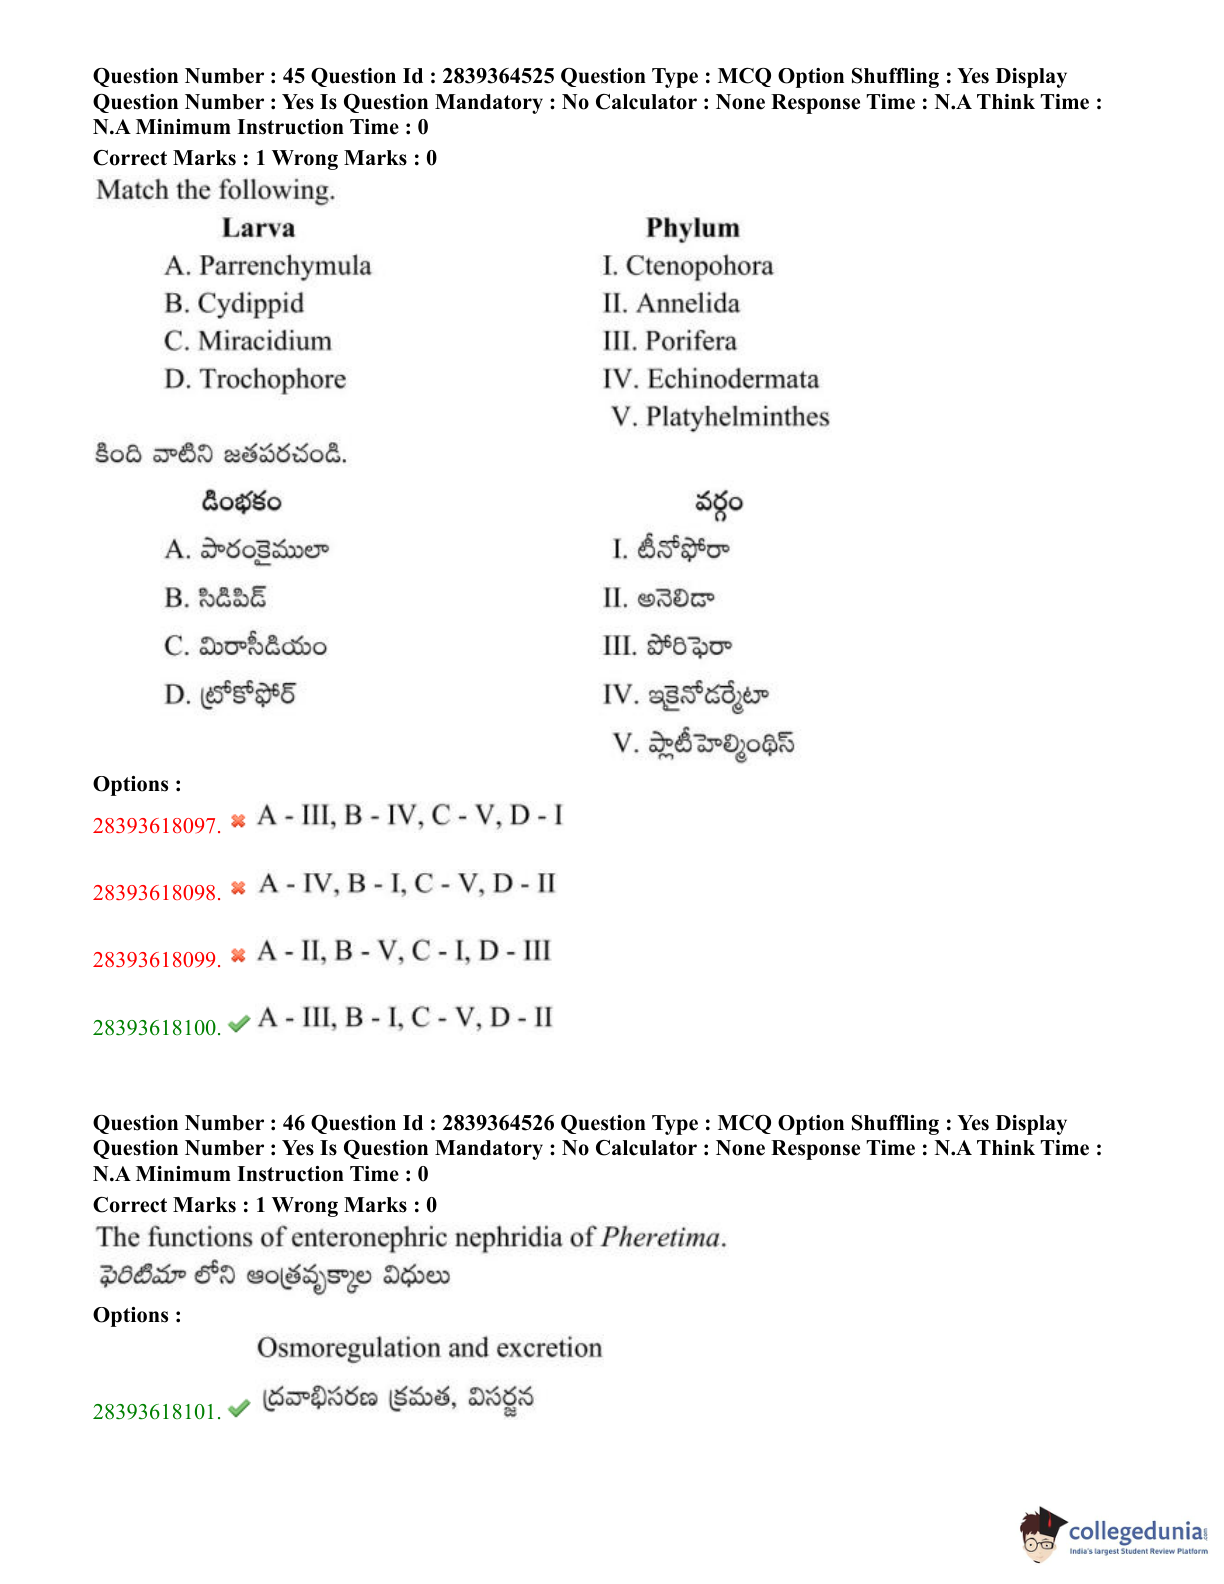 Question Number : 45 Question Id : 2839364525 Question Type : MCQ Option Shuffling : Yes Display
Question Number : Yes Is Question Mandatory : No Calculator : None Response Time : N.A Think Time :
N.A Minimum Instruction Time : 0
Correct Marks : 1 Wrong Marks : 0
Match the following.
Larva Phylum
A. Parrenchymula I. Ctenopohora
B. Cydippid II. Annelida
C. Miracidium III. Porifera
D. Trochophore IV. Echinodermata
V. Platyhelminthes
కింది వాటిని జతపరచండి.
డింభకం వర్గం
A. పారంకైములా I. టీనోఫోరా
B. సిడిపిడ్ II. అనెలిడా
C. మిరాసీడియం III. పోరిఫెరా
D. ట్రోకోఫోర్ IV. ఇకైనోడర్మేటా
V. ప్లాటీహెల్మింథిస్
Options :
28393618097. A - III, B - IV, C - V, D - I
28393618098. A - IV, B - I, C - V, D - II
28393618099. A - II, B - V, C - I, D - III
28393618100. A - III, B - I, C - V, D - II
Question Number : 46 Question Id : 2839364526 Question Type : MCQ Option Shuffling : Yes Display
Question Number : Yes Is Question Mandatory : No Calculator : None Response Time : N.A Think Time :
N.A Minimum Instruction Time : 0
Correct Marks : 1 Wrong Marks : 0
The functions of enteronephric nephridia of Pheretima.
ఫెరిటిమా లోని ఆంత్రవృక్కాల విధులు
Options :
Osmoregulation and excretion
28393618101. ద్రవాభిసరణ క్రమత, విసర్జన
collegedunia.com
India's largest Student Review Platform